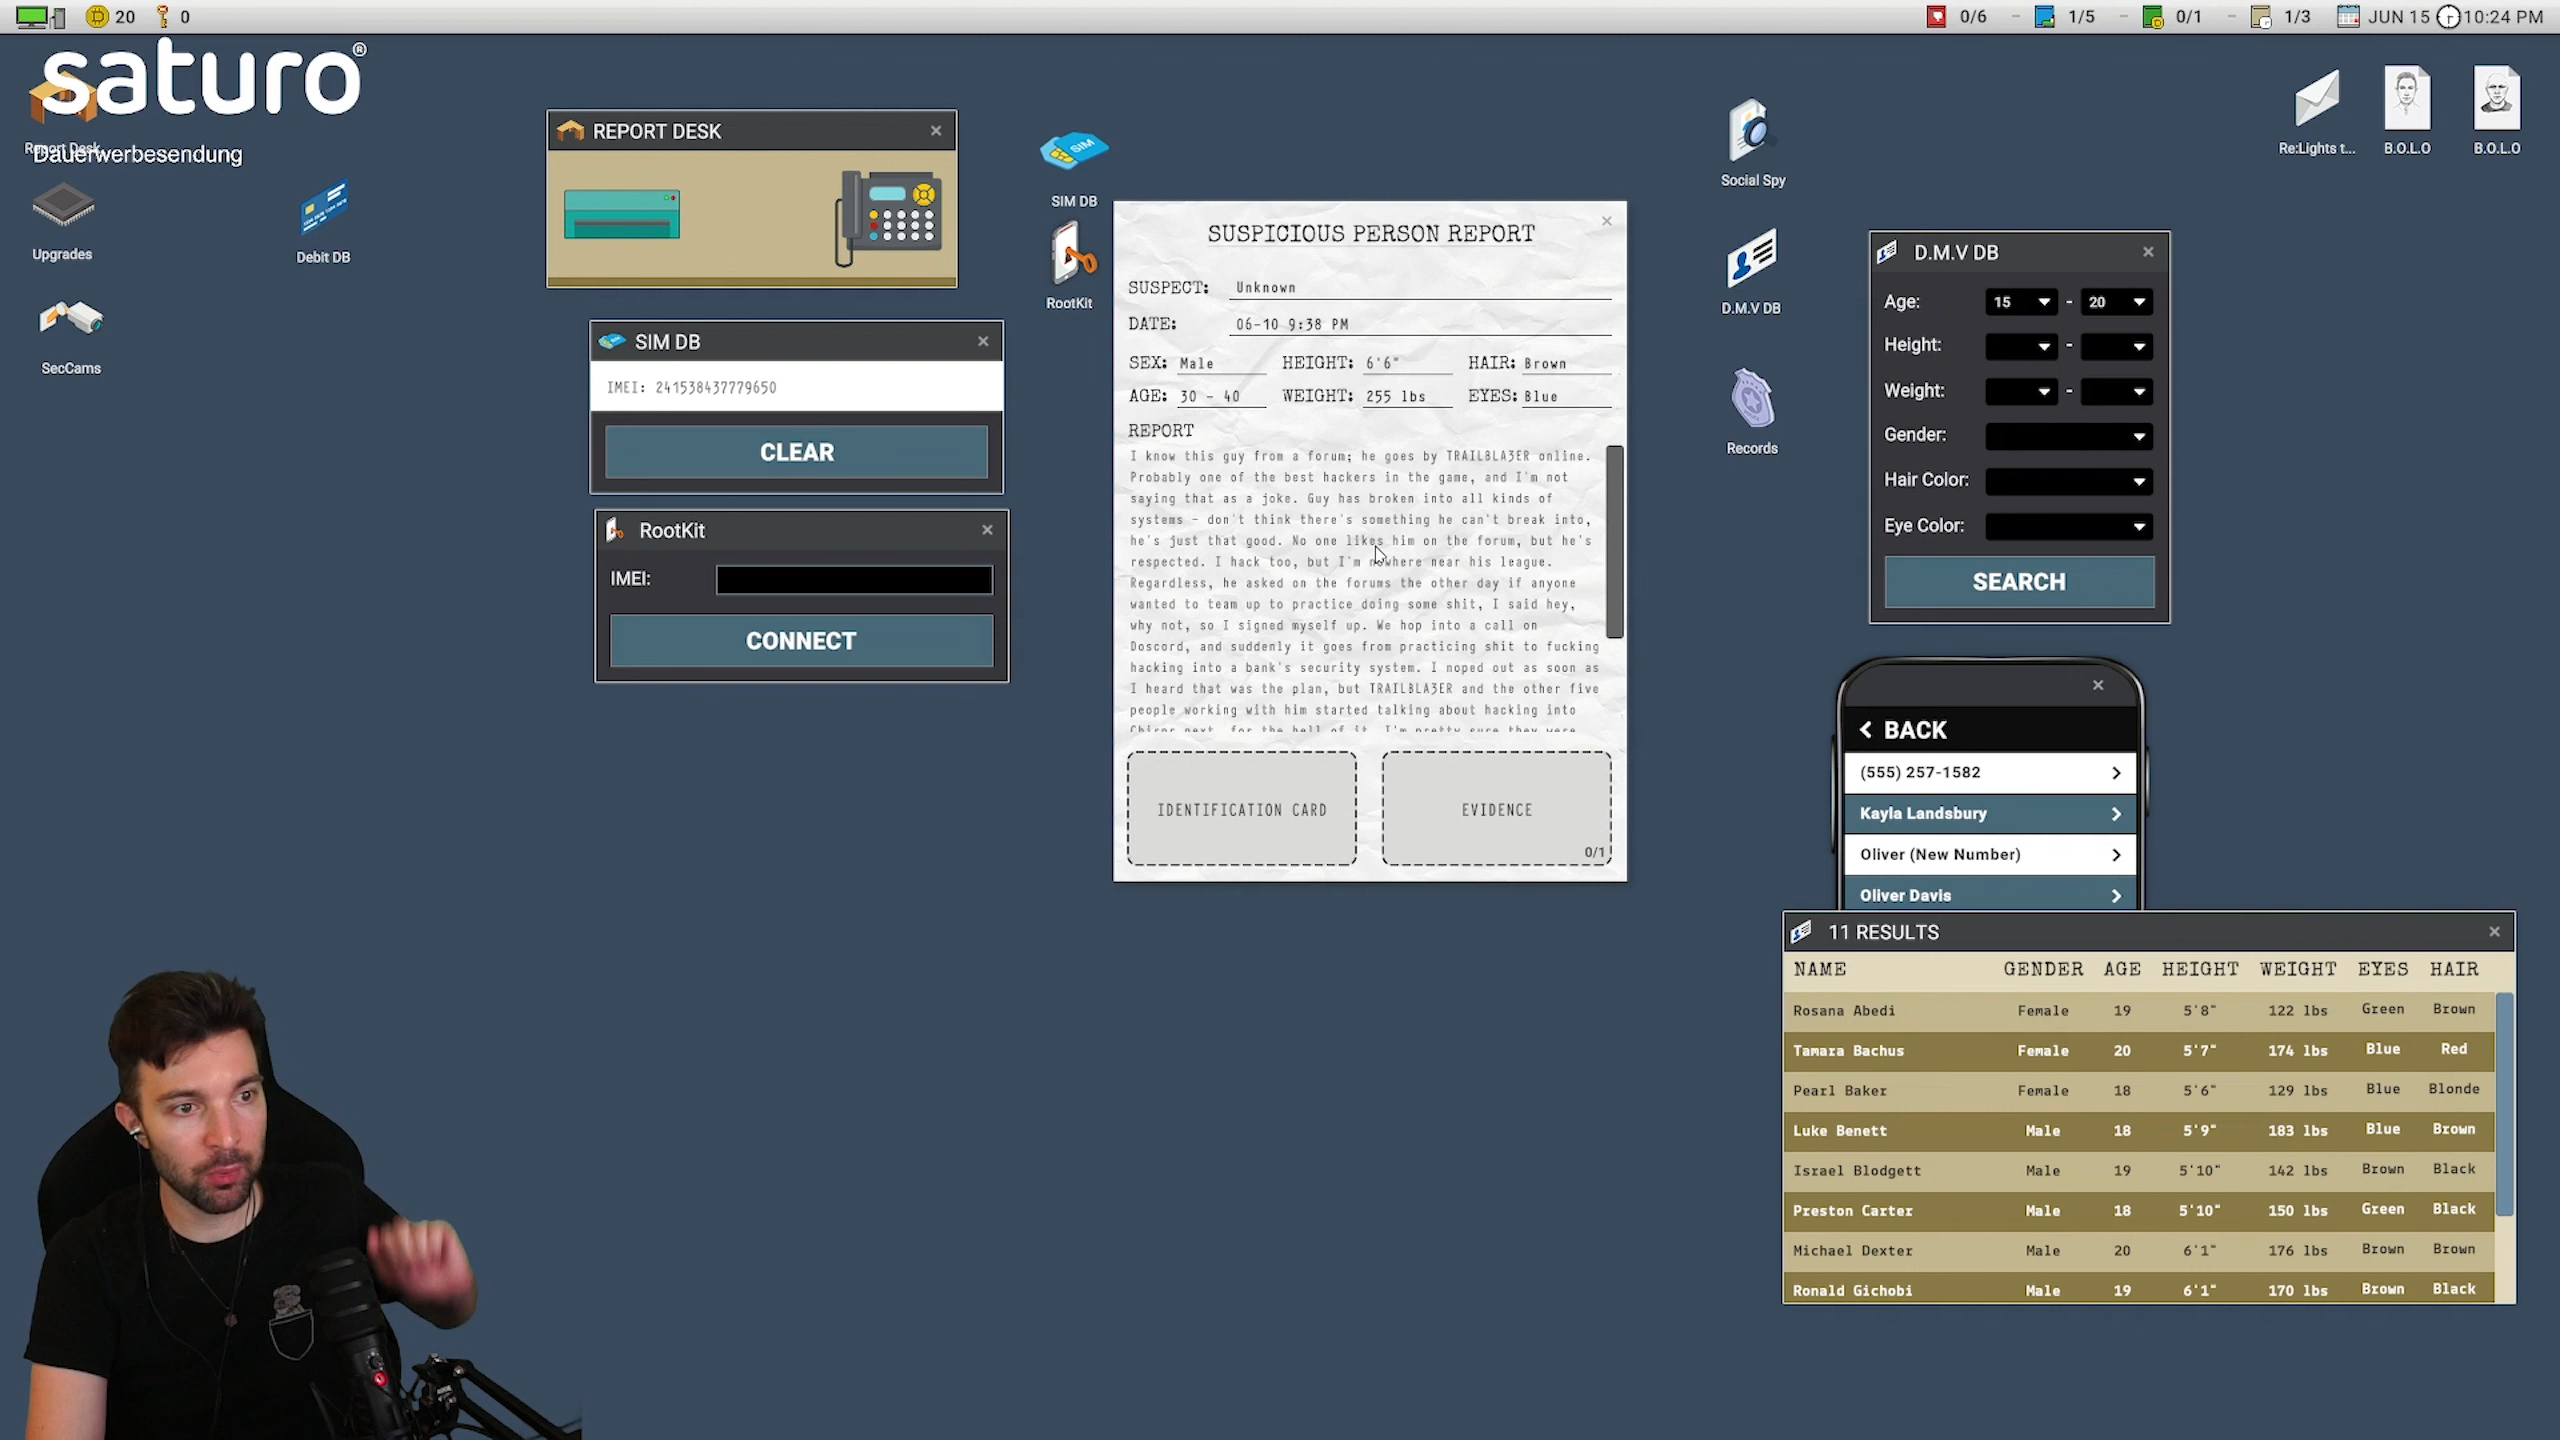 20
0
0/6
1/5
0/1
1/3
JUN 15
10:24 PM
saturo®
Report Desk
Dauerwerbesendung
Upgrades
Debit DB
SecCams
REPORT DESK
SIM DB
IMEI: 241538437779650
CLEAR
RootKit
IMEI:
CONNECT
SIM
SIM DB
RootKit
SUSPICIOUS PERSON REPORT
SUSPECT: Unknown
DATE: 06-10 9:38 PM
SEX: Male HEIGHT: 6'6" HAIR: Brown
AGE: 30 - 40 WEIGHT: 255 lbs EYES: Blue
REPORT
I know this guy from a forum; he goes by TRAILBLA3ER online.
Probably one of the best hackers in the game, and I'm not
saying that as a joke. Guy has broken into all kinds of
systems - don't think there's something he can't break into,
he's just that good. No one likes him on the forum, but he's
respected. I hack too, but I'm nowhere near his league.
Regardless, he asked on the forums the other day if anyone
wanted to team up to practice doing some shit, I said hey,
why not, so I signed myself up. We hop into a call on
Doscord, and suddenly it goes from practicing shit to fucking
hacking into a bank's security system. I noped out as soon as
I heard that was the plan, but TRAILBLA3ER and the other five
people working with him started talking about hacking into
next, for the hell of it. I'm pretty sure they were
IDENTIFICATION CARD
EVIDENCE
0/1
Social Spy
D.M.V DB
Records
Re:Lights t...
B.O.L.O
B.O.L.O
D.M.V DB
Age: 15 - 20
Height: -
Weight: -
Gender:
Hair Color:
Eye Color:
SEARCH
BACK
(555) 257-1582
Kayla Landsbury
Oliver (New Number)
Oliver Davis
11 RESULTS
NAME GENDER AGE HEIGHT WEIGHT EYES HAIR
Rosana Abedi Female 19 5'8" 122 lbs Green Brown
Tamara Bachus Female 20 5'7" 174 lbs Blue Red
Pearl Baker Female 18 5'6" 129 lbs Blue Blonde
Luke Benett Male 18 5'9" 183 lbs Blue Brown
Israel Blodgett Male 19 5'10" 142 lbs Brown Black
Preston Carter Male 18 5'10" 150 lbs Green Black
Michael Dexter Male 20 6'1" 176 lbs Brown Brown
Ronald Gichobi Male 19 6'1" 170 lbs Brown Black